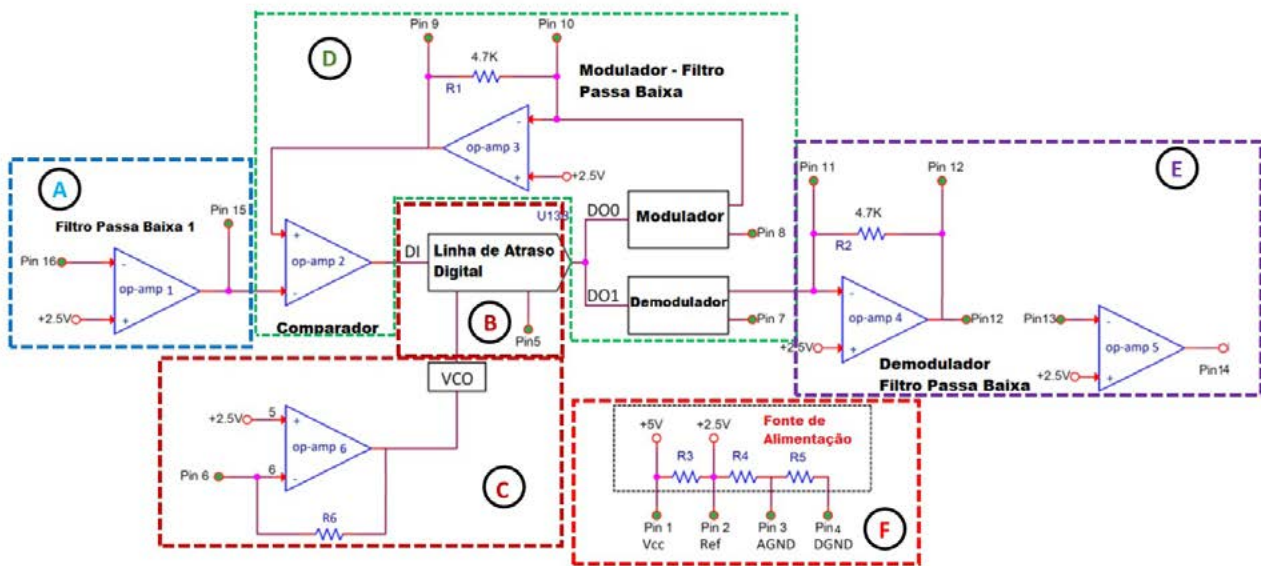 Pin 9
Pin 10
D
4.7K
R1
Modulador - Filtro
Passa Baixa
-
op-amp 3
+
+2.5V
A
Filtro Passa Baixa 1
Pin 15
Pin 16
-
op-amp 1
+2.5V
+
+
op-amp 2
-
Comparador
DI
U13B
Linha de Atraso
Digital
B
Pin5
DO0
Modulador
Pin 8
DO1
Demodulador
Pin 7
E
Pin 11
Pin 12
4.7K
R2
-
op-amp 4
+
+2.5V
Pin12
Demodulador
Filtro Passa Baixa
Pin13
-
op-amp 5
+2.5V
+
Pin14
VCO
+2.5V
5
+
op-amp 6
Pin 6
6
-
R6
C
+5V
+2.5V
Fonte de
Alimentação
R3
R4
R5
Pin 1
Pin 2
Pin 3
Pin 4
Vcc
Ref
AGND
DGND
F